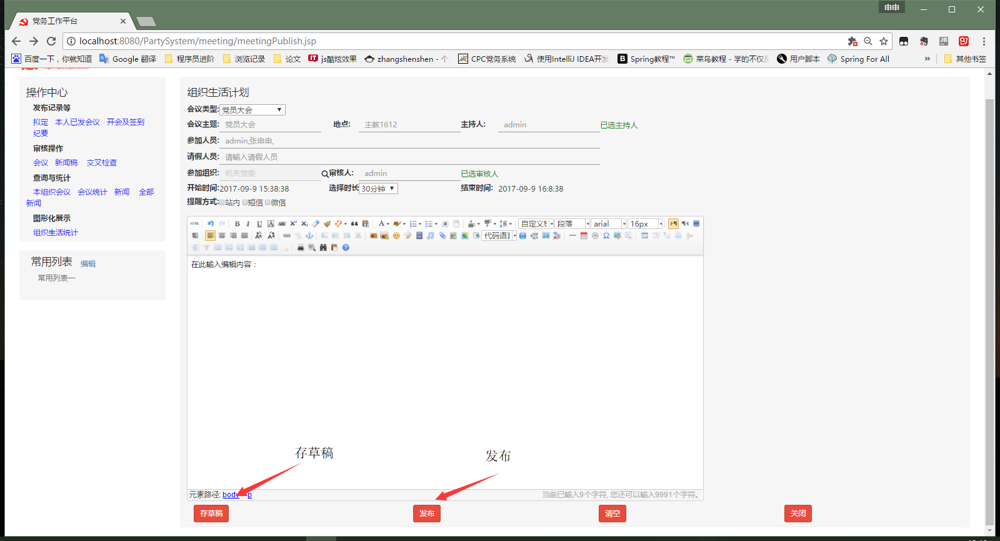 申申
党务工作平台
localhost:8080/PartySystem/meeting/meetingPublish.jsp
百度一下，你就知道 Google 翻译 程序员进阶 浏览记录 论文 js酷炫效果 zhangshenshen - 个 CPC党务系统 使用IntelliJ IDEA开发 Spring教程™ 菜鸟教程 - 学的不仅是 用户脚本 Spring For All » 其他书签
操作中心
发布记录等
拟定 本人已发会议 开会及签到
纪要
审核操作
会议 新闻稿 交叉检查
查询与统计
本组织会议 会议统计 新闻 全部
新闻
图形化展示
组织生活统计
常用列表 编辑
常用列表一
组织生活计划
会议类型: 党员大会
会议主题: 党员大会 地点: 主教1612 主持人: admin 已选主持人
参加人员: admin,张申申,
请假人员: 请输入请假人员
参加组织: 机关党委 审核人: admin 已选审核人
开始时间:2017-09-9 15:38:38 选择时长 30分钟 结束时间: 2017-09-9 16:8:38
提醒方式: 站内 短信 微信
HTML B I U A ABC X² X₂ 自定义标 段落 arial 16px
代码语言
在此输入编辑内容：
存草稿 发布
元素路径: body p 当前已输入9个字符, 您还可以输入9991个字符。
存草稿 发布 清空 关闭